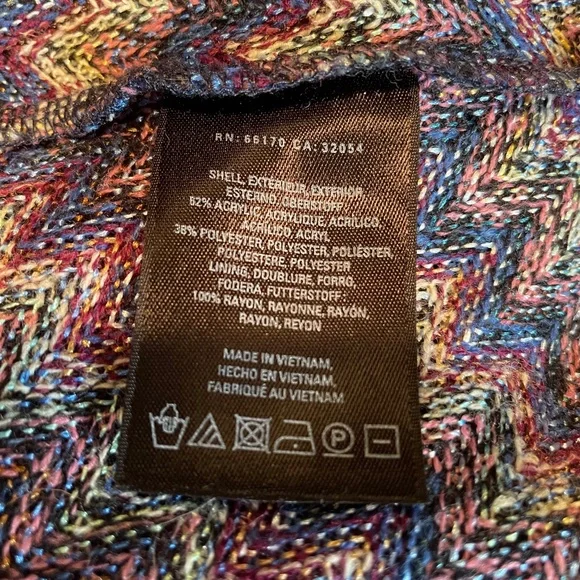 RN: 66170 CA: 32054
SHELL, EXTERIEUR, EXTERIOR,
ESTERNO, OBERSTOFF:
62% ACRYLIC, ACRYLIQUE, ACRÍLICO,
ACRILICO, ACRYL
38% POLYESTER, POLYESTER, POLIÉSTER,
POLYESTERE, POLYESTER
LINING, DOUBLURE, FORRO,
FODERA, FUTTERSTOFF:
100% RAYON, RAYONNE, RAYÓN,
RAYON, REYON
MADE IN VIETNAM,
HECHO EN VIETNAM,
FABRIQUÉ AU VIETNAM
P